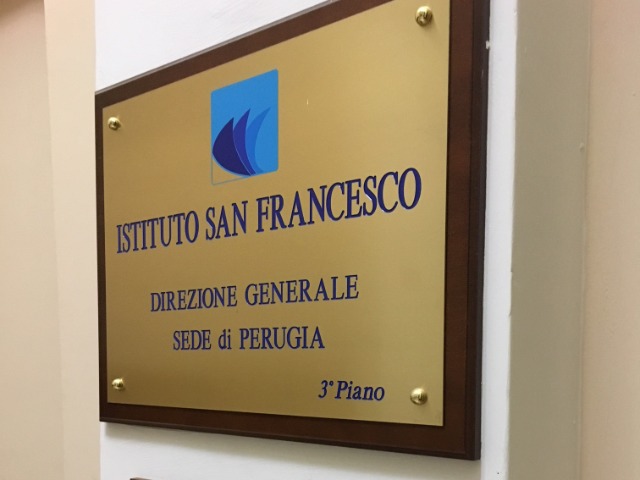 ISTITUTO SAN FRANCESCO
DIREZIONE GENERALE
SEDE di PERUGIA
3° Piano